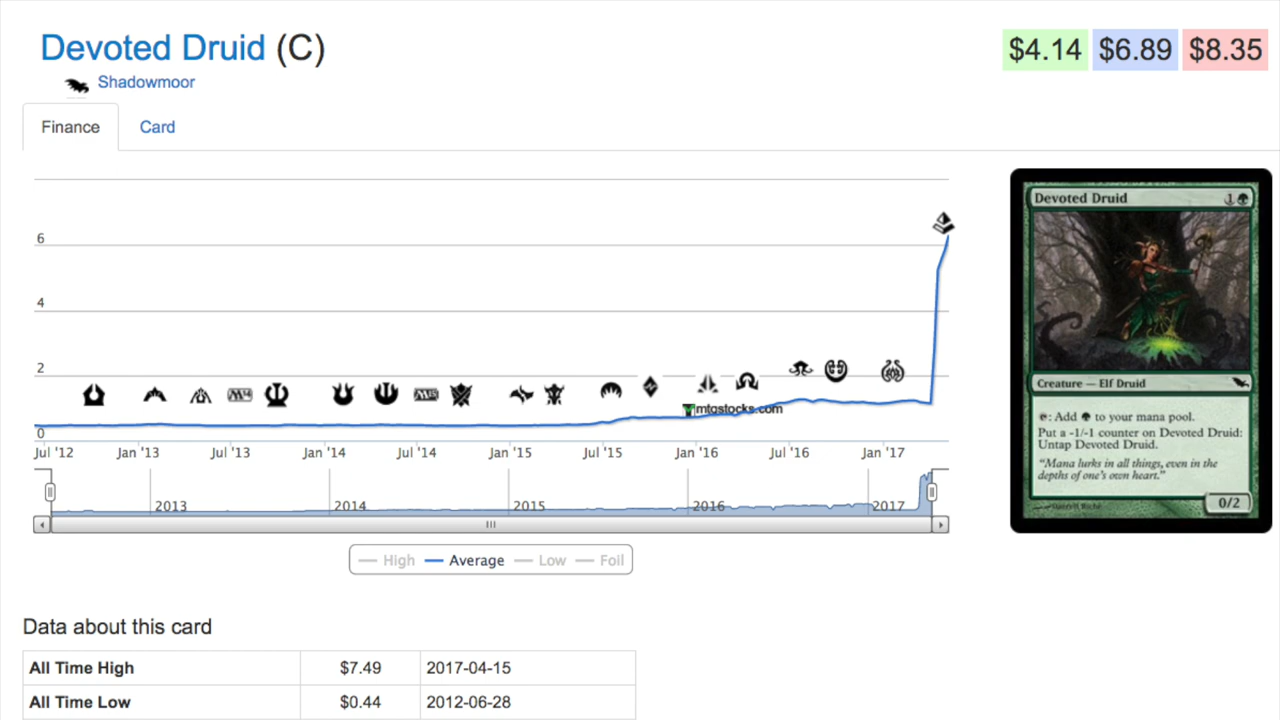 Devoted Druid (C)
$4.14 $6.89 $8.35
Shadowmoor
Finance Card
6
4
2
0
M14
M15
mtgstocks.com
Jul '12 Jan '13 Jul '13 Jan '14 Jul '14 Jan '15 Jul '15 Jan '16 Jul '16 Jan '17
2013 2014 2015 2016 2017
High Average Low Foil
Devoted Druid 1
Creature — Elf Druid
: Add to your mana pool.
Put a -1/-1 counter on Devoted Druid:
Untap Devoted Druid.
"Mana lurks in all things, even in the
depths of one's own heart."
0/2
Data about this card
All Time High $7.49 2017-04-15
All Time Low $0.44 2012-06-28